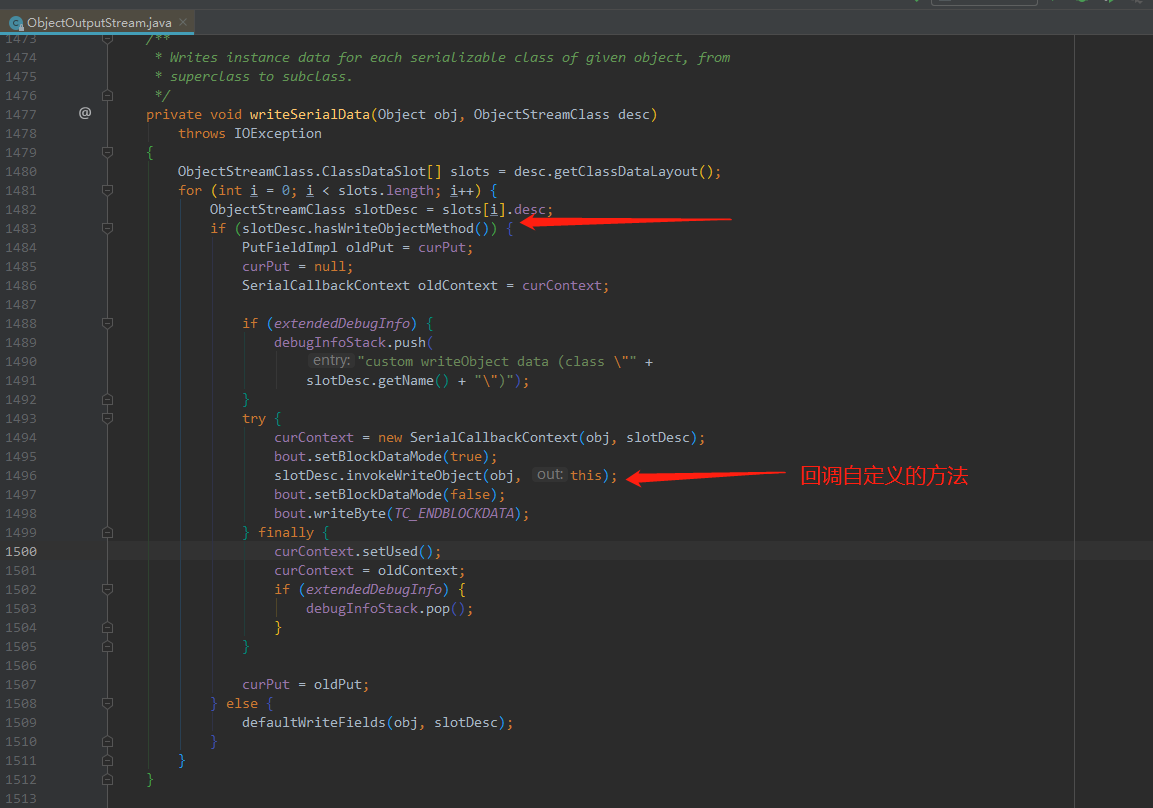 ObjectOutputStream.java
1473 /**
1474 * Writes instance data for each serializable class of given object, from
1475 * superclass to subclass.
1476 */
1477 @ private void writeSerialData(Object obj, ObjectStreamClass desc)
1478 throws IOException
1479 {
1480 ObjectStreamClass.ClassDataSlot[] slots = desc.getClassDataLayout();
1481 for (int i = 0; i < slots.length; i++) {
1482 ObjectStreamClass slotDesc = slots[i].desc;
1483 if (slotDesc.hasWriteObjectMethod()) {
1484 PutFieldImpl oldPut = curPut;
1485 curPut = null;
1486 SerialCallbackContext oldContext = curContext;
1487
1488 if (extendedDebugInfo) {
1489 debugInfoStack.push(
1490 entry: "custom writeObject data (class \"" +
1491 slotDesc.getName() + "\")");
1492 }
1493 try {
1494 curContext = new SerialCallbackContext(obj, slotDesc);
1495 bout.setBlockDataMode(true);
1496 slotDesc.invokeWriteObject(obj, out: this); 回调自定义的方法
1497 bout.setBlockDataMode(false);
1498 bout.writeByte(TC_ENDBLOCKDATA);
1499 } finally {
1500 curContext.setUsed();
1501 curContext = oldContext;
1502 if (extendedDebugInfo) {
1503 debugInfoStack.pop();
1504 }
1505 }
1506
1507 curPut = oldPut;
1508 } else {
1509 defaultWriteFields(obj, slotDesc);
1510 }
1511 }
1512 }
1513